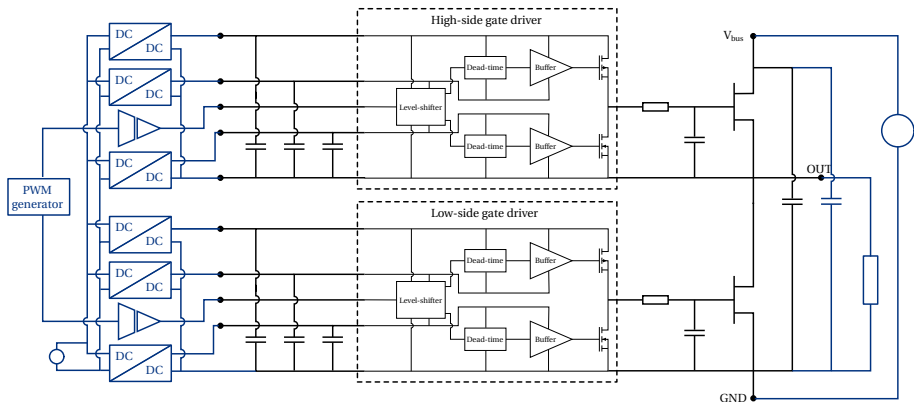 DC
DC
High-side gate driver
V_bus
DC
DC
Dead-time
Buffer
Level-shifter
DC
DC
Dead-time
Buffer
OUT
PWM
generator
DC
DC
Low-side gate driver
DC
DC
Dead-time
Buffer
Level-shifter
DC
DC
Dead-time
Buffer
GND